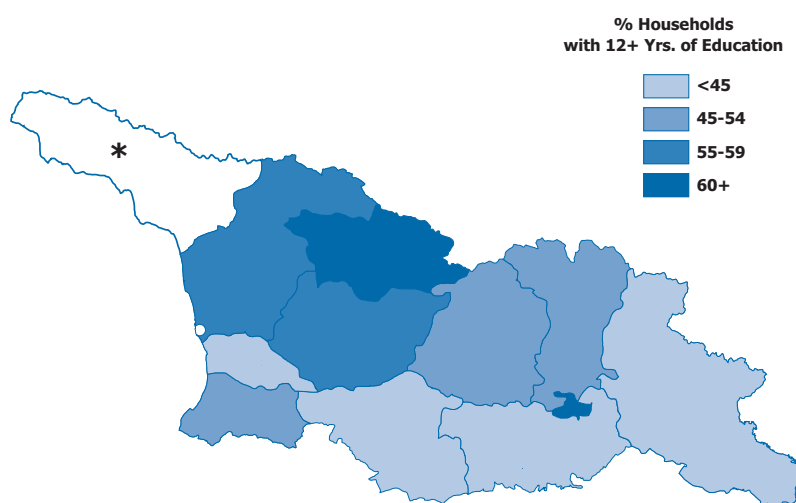 % Households
with 12+ Yrs. of Education
<45
45-54
55-59
60+
*